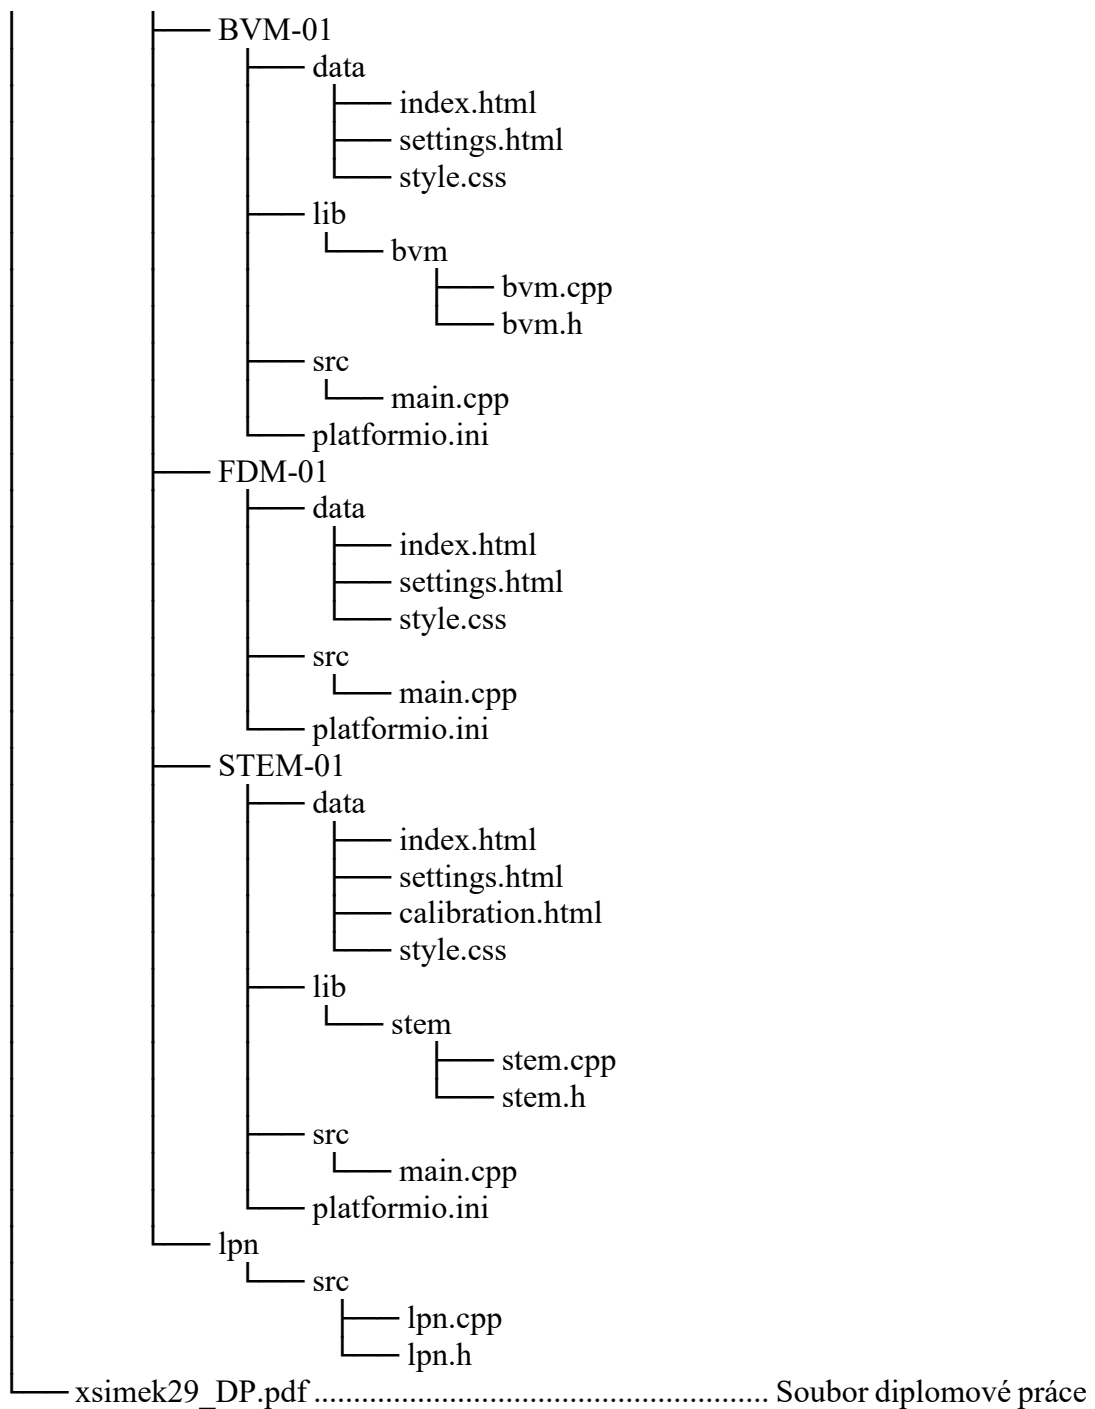 BVM-01
data
index.html
settings.html
style.css
lib
bvm
bvm.cpp
bvm.h
src
main.cpp
platformio.ini
FDM-01
data
index.html
settings.html
style.css
src
main.cpp
platformio.ini
STEM-01
data
index.html
settings.html
calibration.html
style.css
lib
stem
stem.cpp
stem.h
src
main.cpp
platformio.ini
lpn
src
lpn.cpp
lpn.h
xsimek29_DP.pdf ........................................................ Soubor diplomové práce